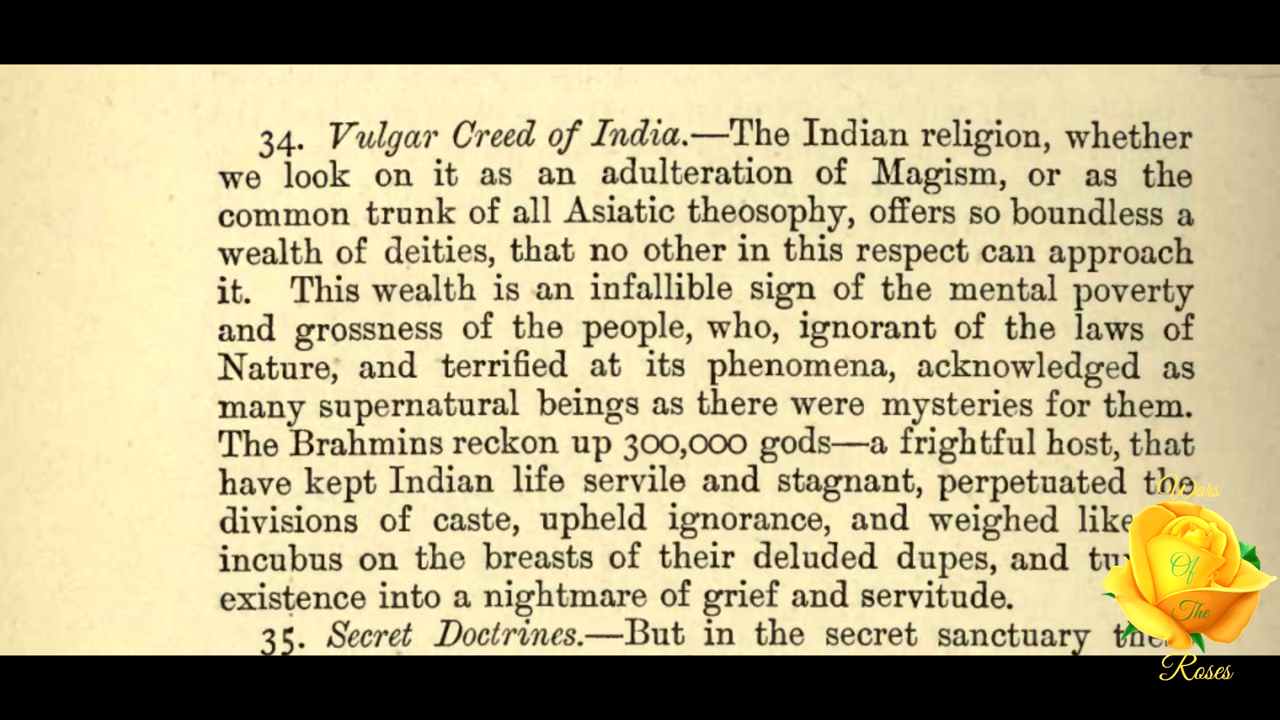 34. Vulgar Creed of India.—The Indian religion, whether
we look on it as an adulteration of Magism, or as the
common trunk of all Asiatic theosophy, offers so boundless a
wealth of deities, that no other in this respect can approach
it. This wealth is an infallible sign of the mental poverty
and grossness of the people, who, ignorant of the laws of
Nature, and terrified at its phenomena, acknowledged as
many supernatural beings as there were mysteries for them.
The Brahmins reckon up 300,000 gods—a frightful host, that
have kept Indian life servile and stagnant, perpetuated the
divisions of caste, upheld ignorance, and weighed like
incubus on the breasts of their deluded dupes, and
existence into a nightmare of grief and servitude.
35. Secret Doctrines.—But in the secret sanctuary
Wars
Of
The
Roses